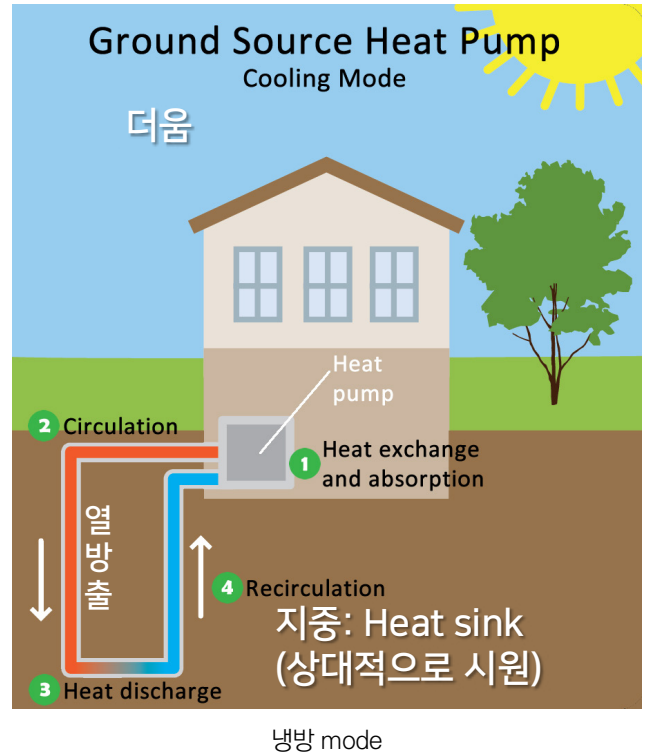 Ground Source Heat Pump
Cooling Mode
더움
Heat
pump
2 Circulation
1 Heat exchange
and absorption
열
방
출
4 Recirculation
지중: Heat sink
(상대적으로 시원)
3 Heat discharge
냉방 mode